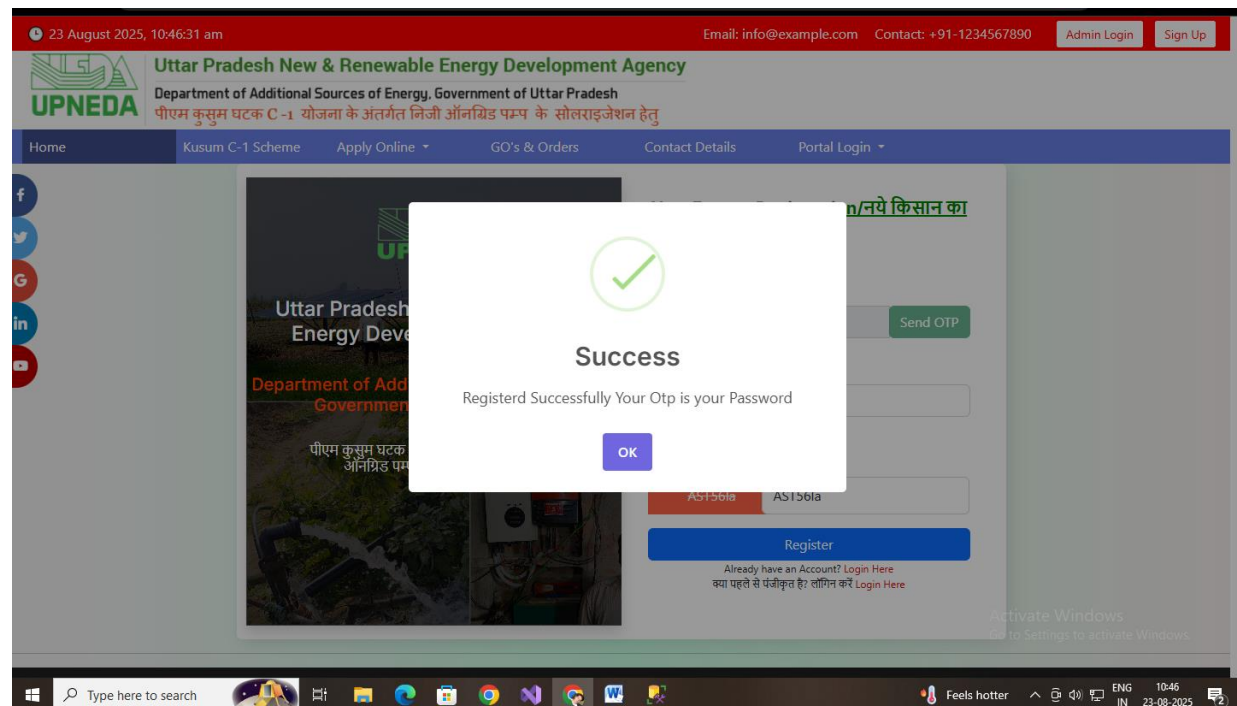 23 August 2025, 10:46:31 am
Email: info@example.com Contact: +91-1234567890 Admin Login Sign Up
UPNEDA
Uttar Pradesh New & Renewable Energy Development Agency
Department of Additional Sources of Energy, Government of Uttar Pradesh
पीएम कुसुम घटक C -1 योजना के अंतर्गत निजी ऑनग्रिड पम्प के सोलराइजेशन हेतु
Home Kusum C-1 Scheme Apply Online GO's & Orders Contact Details Portal Login
n/नये किसान का
UP
Uttar Pradesh
Energy Deve
Department of Add
Governmen
पीएम कुसुम घटक
ऑनग्रिड पम्प
Send OTP
Success
Registerd Successfully Your Otp is your Password
OK
AST56la AST56la
Register
Already have an Account? Login Here
क्या पहले से पंजीकृत है? लॉगिन करें Login Here
Activate Windows
Go to Settings to activate Windows.
Type here to search
Feels hotter
ENG
IN
10:46
23-08-2025
2